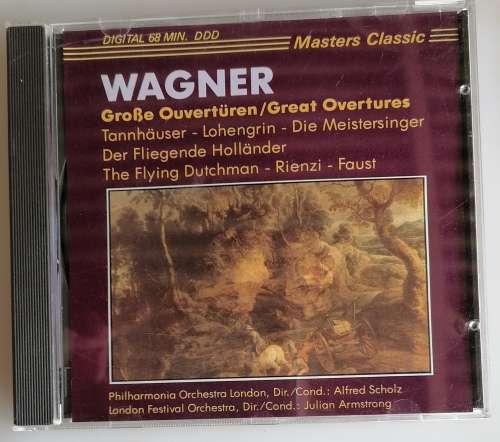 DIGITAL 68 MIN. DDD
Masters Classic
WAGNER
Große Ouvertüren/Great Overtures
Tannhäuser - Lohengrin - Die Meistersinger
Der Fliegende Holländer
The Flying Dutchman - Rienzi - Faust
Philharmonia Orchestra London, Dir./Cond.: Alfred Scholz
London Festival Orchestra, Dir./Cond.: Julian Armstrong